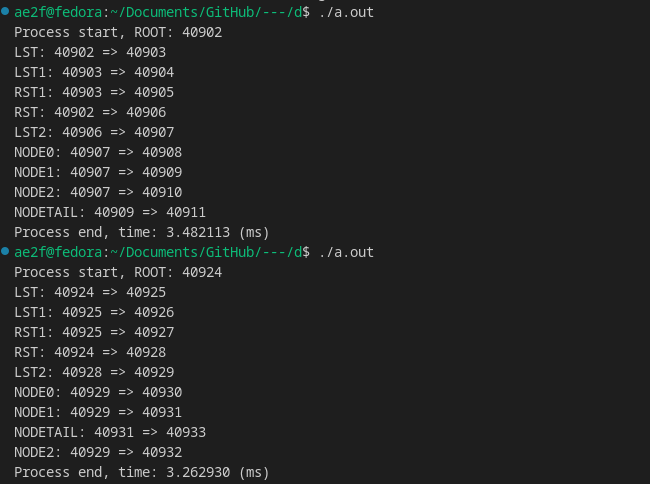 ae2f@fedora:~/Documents/GitHub/---/d$ ./a.out
Process start, ROOT: 40902
LST: 40902 => 40903
LST1: 40903 => 40904
RST1: 40903 => 40905
RST: 40902 => 40906
LST2: 40906 => 40907
NODE0: 40907 => 40908
NODE1: 40907 => 40909
NODE2: 40907 => 40910
NODETAIL: 40909 => 40911
Process end, time: 3.482113 (ms)
ae2f@fedora:~/Documents/GitHub/---/d$ ./a.out
Process start, ROOT: 40924
LST: 40924 => 40925
LST1: 40925 => 40926
RST1: 40925 => 40927
RST: 40924 => 40928
LST2: 40928 => 40929
NODE0: 40929 => 40930
NODE1: 40929 => 40931
NODETAIL: 40931 => 40933
NODE2: 40929 => 40932
Process end, time: 3.262930 (ms)